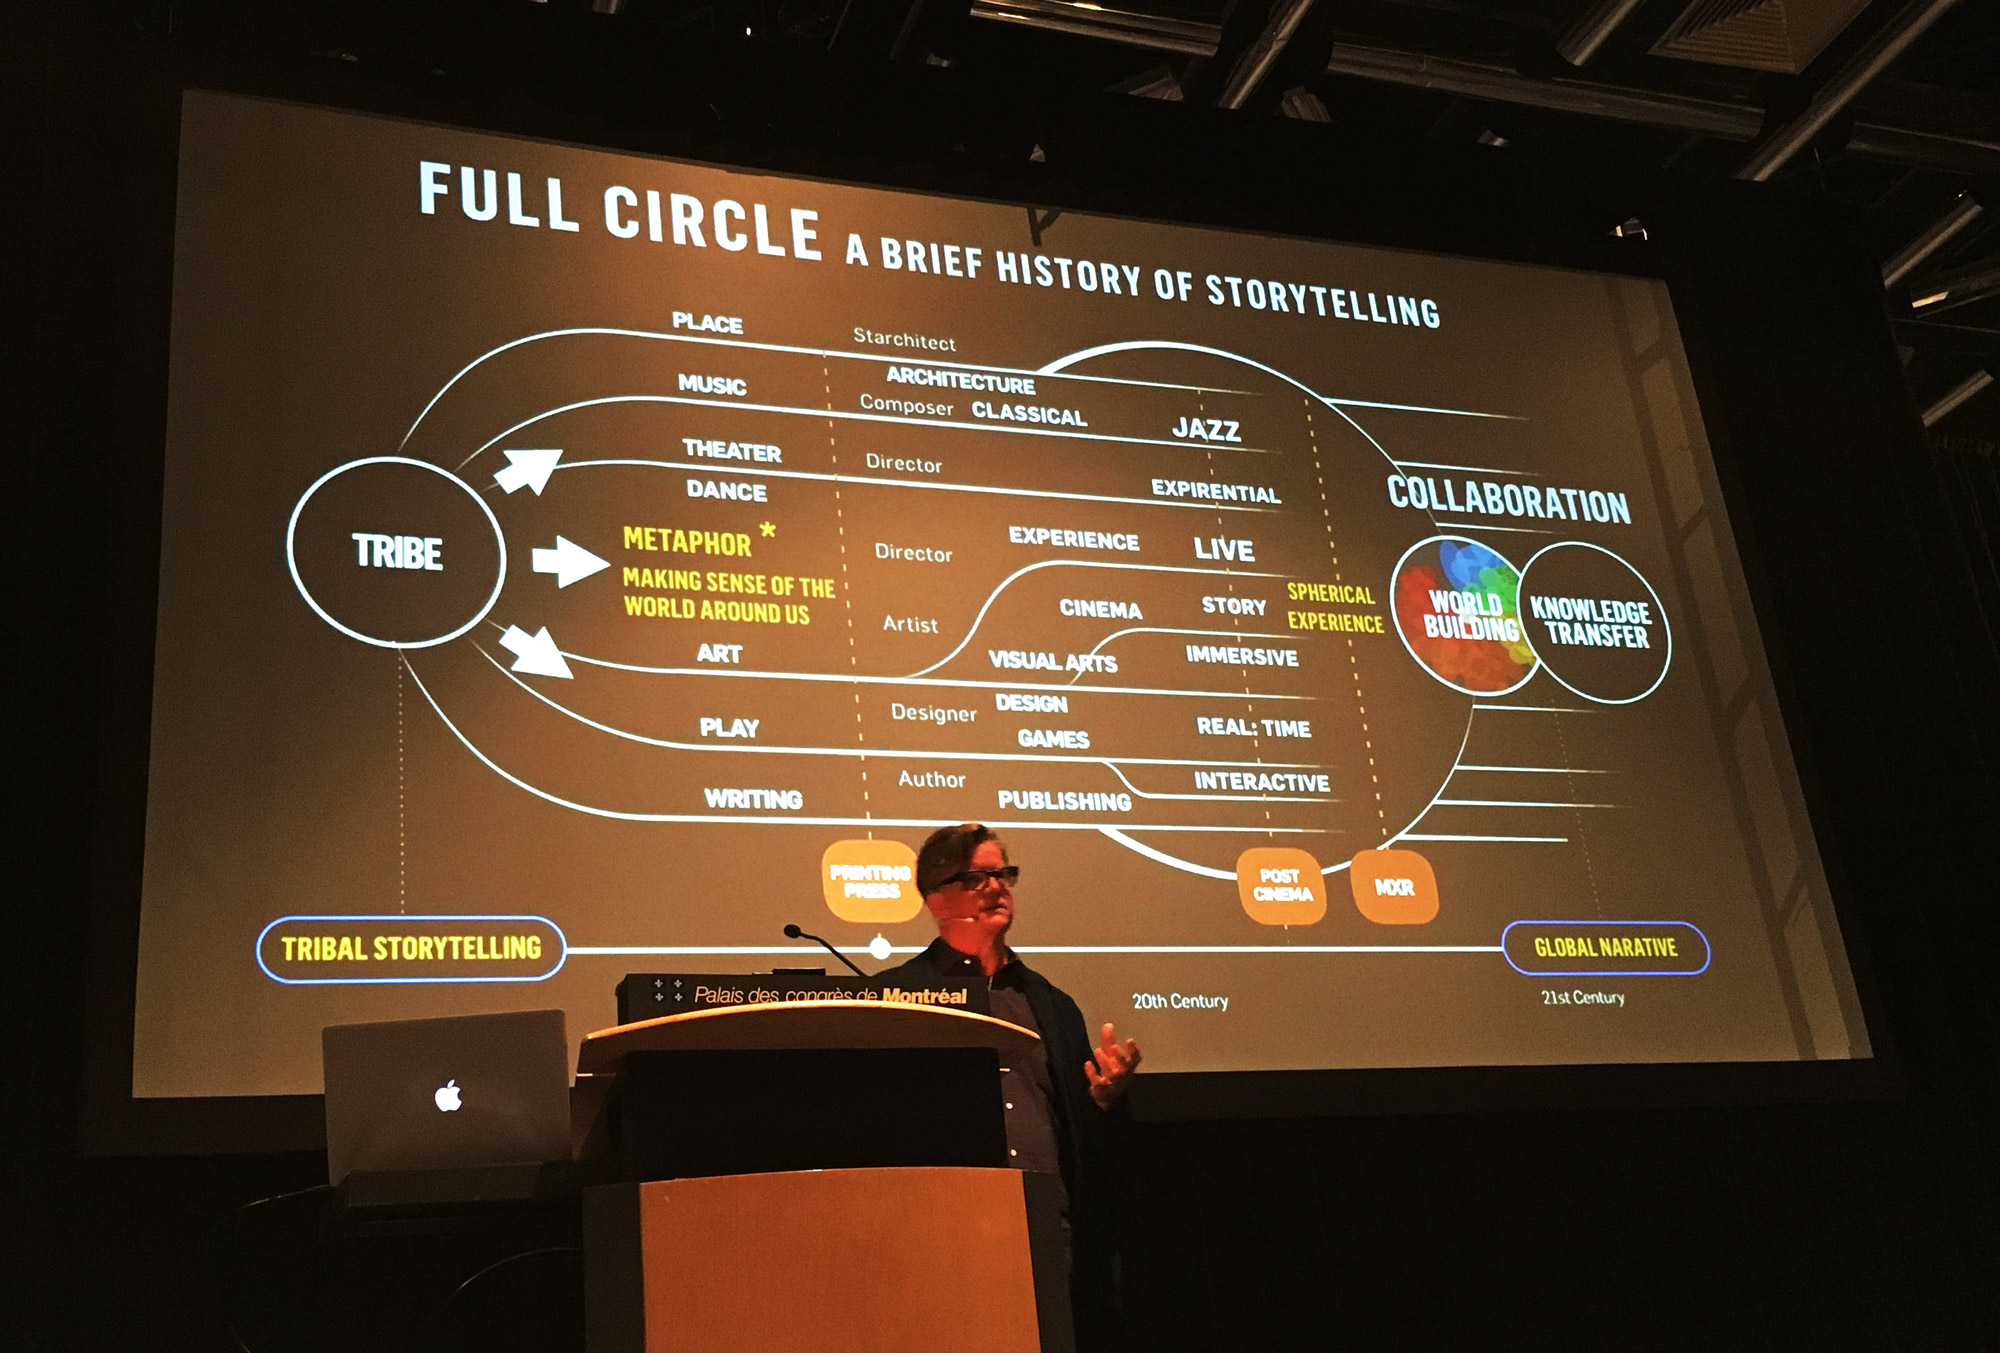 FULL CIRCLE A BRIEF HISTORY OF STORYTELLING
PLACE
Starchitect
ARCHITECTURE
MUSIC
Composer CLASSICAL
JAZZ
THEATER
Director
EXPIRENTIAL
DANCE
COLLABORATION
TRIBE
METAPHOR *
MAKING SENSE OF THE
WORLD AROUND US
Director
EXPERIENCE
LIVE
Artist
CINEMA
STORY
SPHERICAL
EXPERIENCE
WORLD
BUILDING
KNOWLEDGE
TRANSFER
ART
VISUAL ARTS
IMMERSIVE
Designer
DESIGN
PLAY
GAMES
REAL: TIME
Author
INTERACTIVE
WRITING
PUBLISHING
PRINTING
PRESS
POST
CINEMA
MXR
TRIBAL STORYTELLING
GLOBAL NARATIVE
20th Century
21st Century
Palais des congrès de Montréal